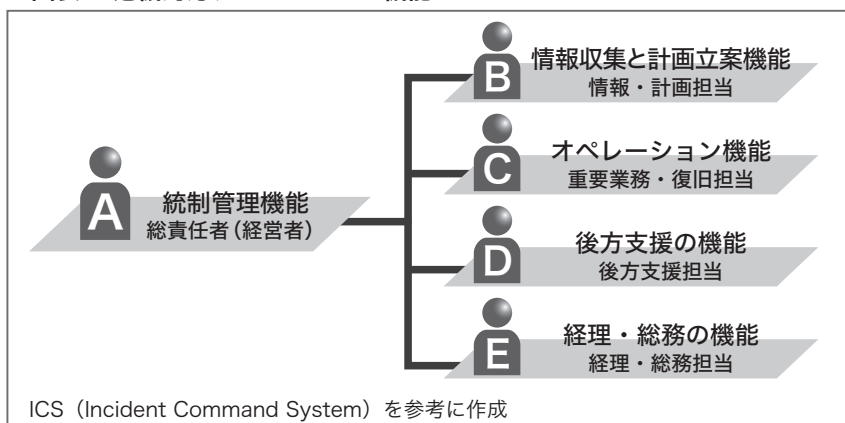 B
情報収集と計画立案機能
情報・計画担当
C
オペレーション機能
重要業務・復旧担当
A
統制管理機能
総責任者(経営者)
D
後方支援の機能
後方支援担当
E
経理・総務の機能
経理・総務担当
ICS(Incident Command System)を参考に作成